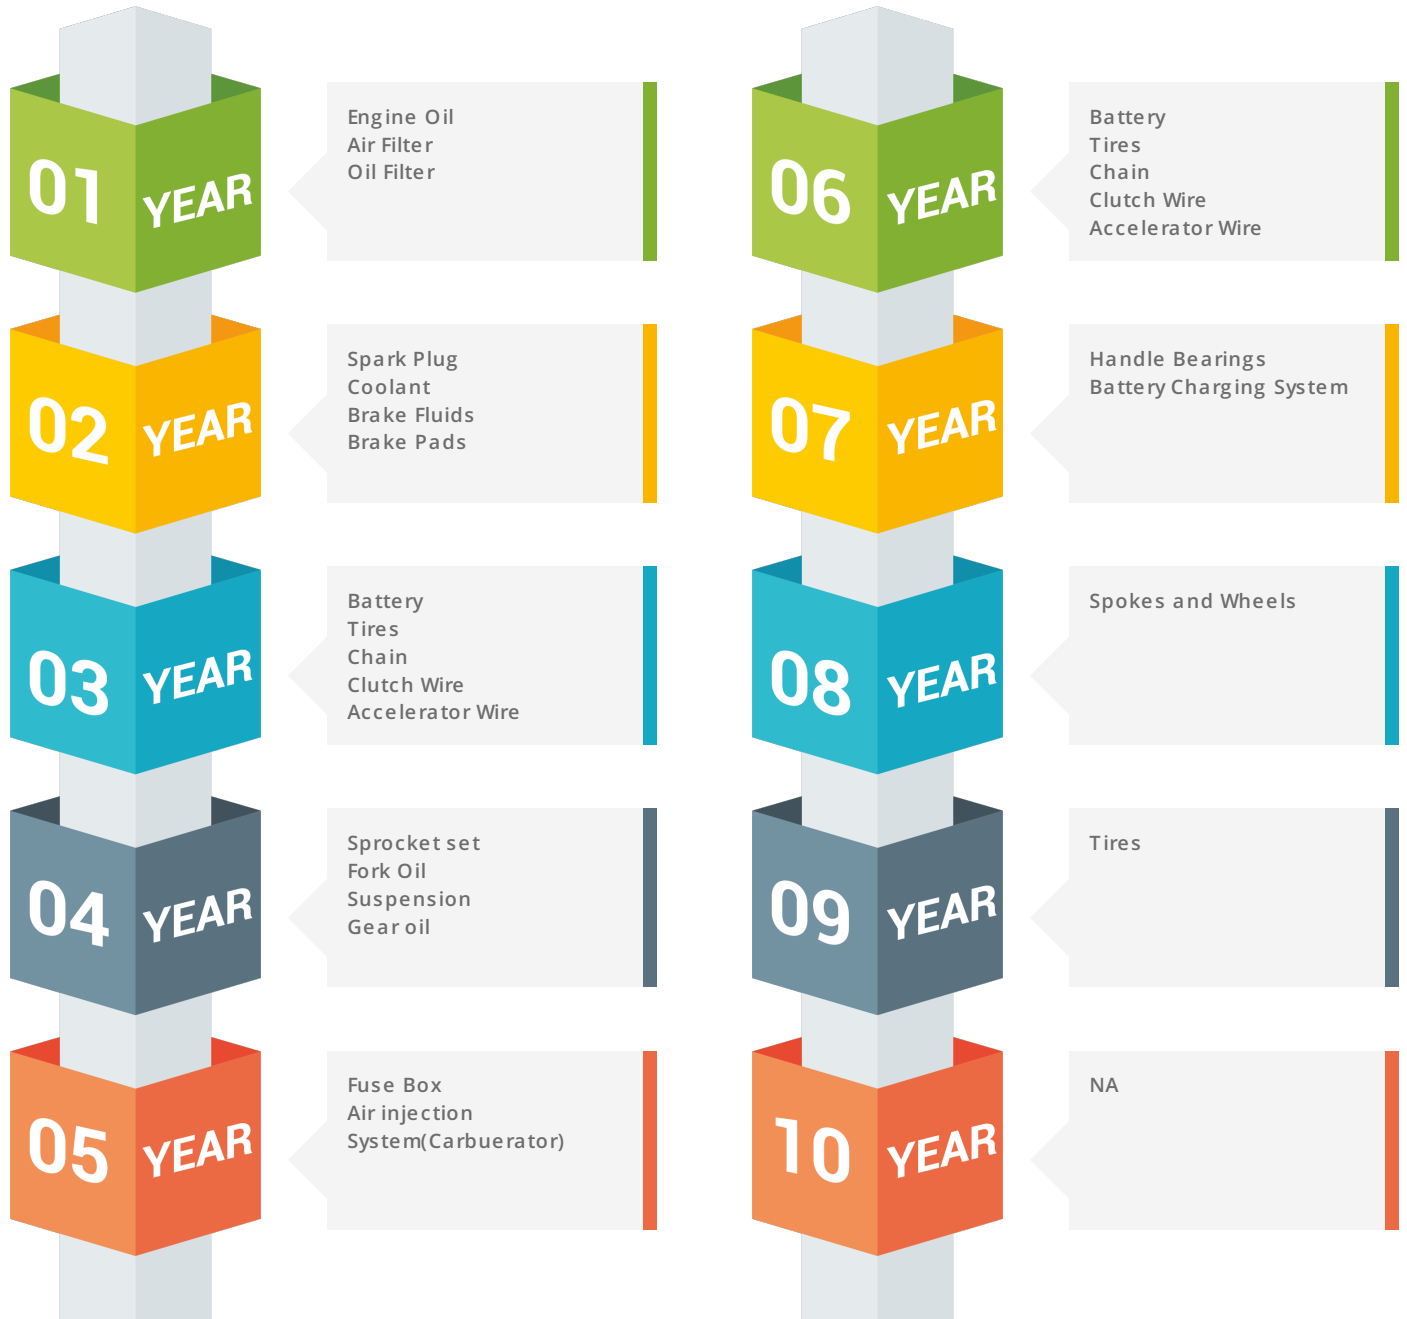 01 YEAR
Engine Oil
Air Filter
Oil Filter
02 YEAR
Spark Plug
Coolant
Brake Fluids
Brake Pads
03 YEAR
Battery
Tires
Chain
Clutch Wire
Accelerator Wire
04 YEAR
Sprocket set
Fork Oil
Suspension
Gear oil
05 YEAR
Fuse Box
Air injection
System(Carbuerator)
06 YEAR
Battery
Tires
Chain
Clutch Wire
Accelerator Wire
07 YEAR
Handle Bearings
Battery Charging System
08 YEAR
Spokes and Wheels
09 YEAR
Tires
10 YEAR
NA